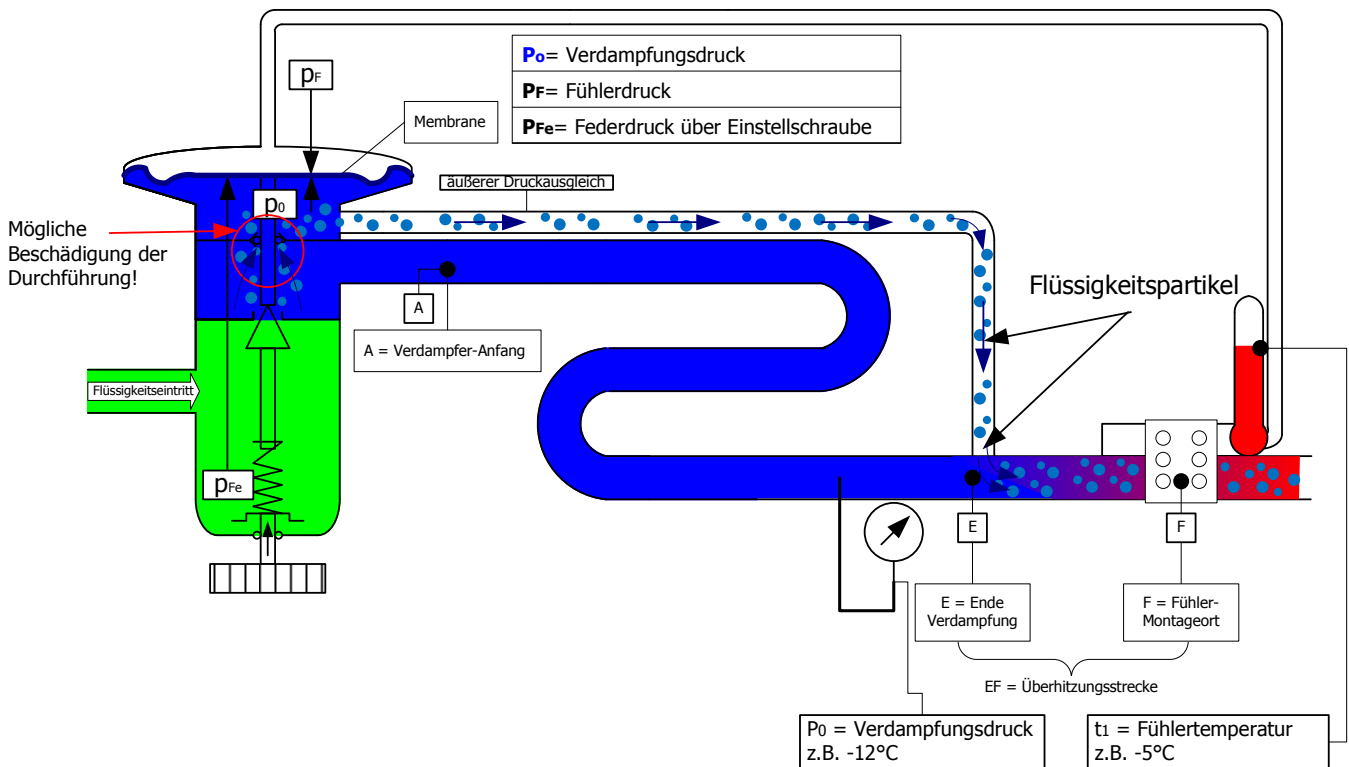 Po= Verdampfungsdruck
PF= Fühlerdruck
PFe= Federdruck über Einstellschraube
pF
Membrane
äußerer Druckausgleich
p0
Mögliche
Beschädigung der
Durchführung!
Flüssigkeitspartikel
A
A = Verdampfer-Anfang
Flüssigkeitseintritt
pFe
E
F
E = Ende
Verdampfung
F = Fühler-
Montageort
EF = Überhitzungsstrecke
P0 = Verdampfungsdruck
z.B. -12°C
t1 = Fühlertemperatur
z.B. -5°C